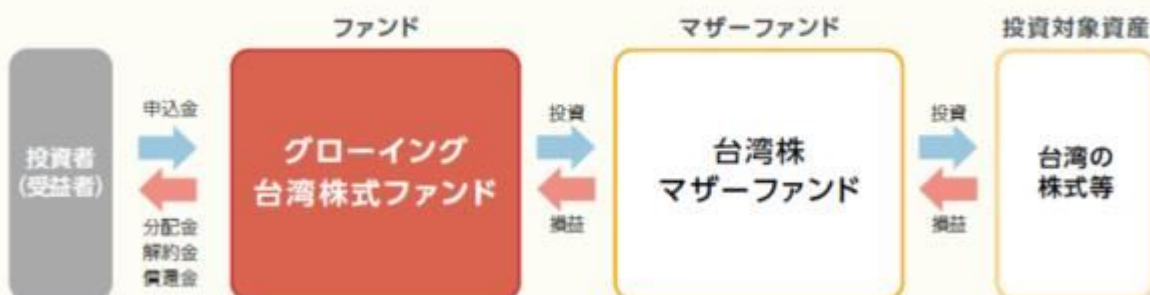 ファンド
マザーファンド
投資対象資産
投資者
(受益者)
申込金
分配金
解約金
償還金
グローイング
台湾株式ファンド
投資
損益
台湾株
マザーファンド
投資
損益
台湾の
株式等